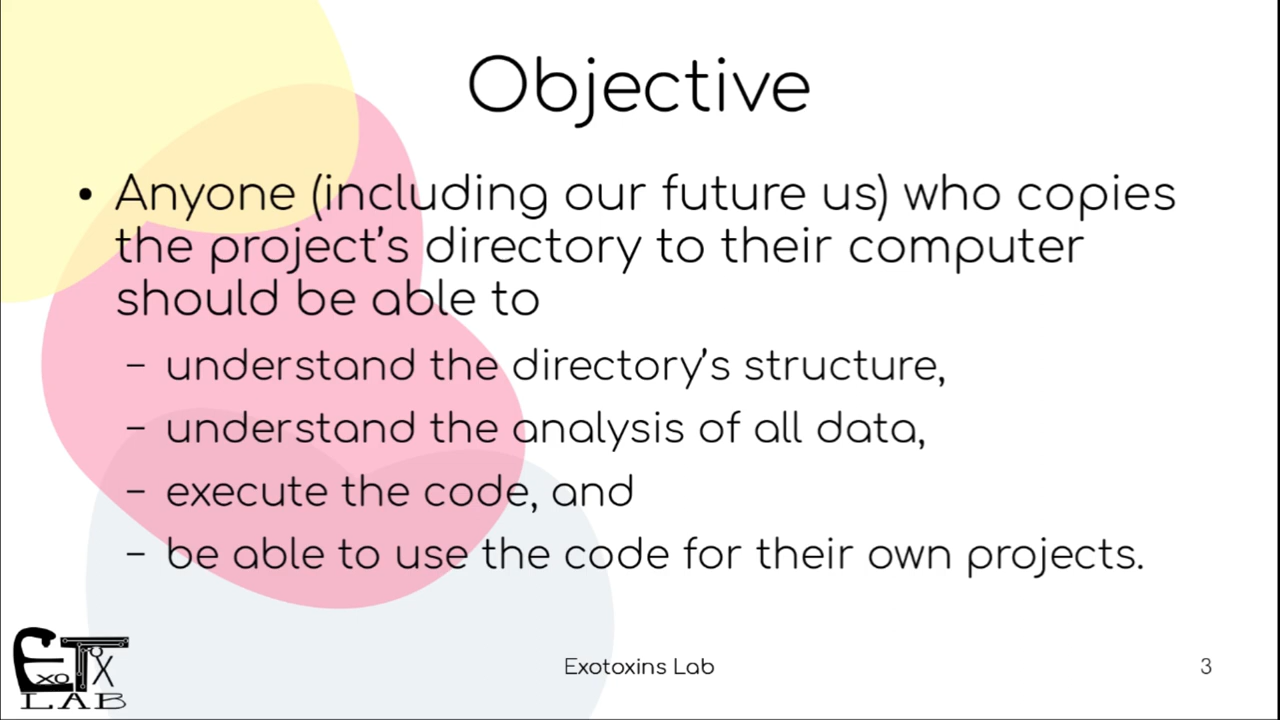 Objective
• Anyone (including our future us) who copies
the project’s directory to their computer
should be able to
– understand the directory’s structure,
– understand the analysis of all data,
– execute the code, and
– be able to use the code for their own projects.
ExoTx
LAB
Exotoxins Lab
3